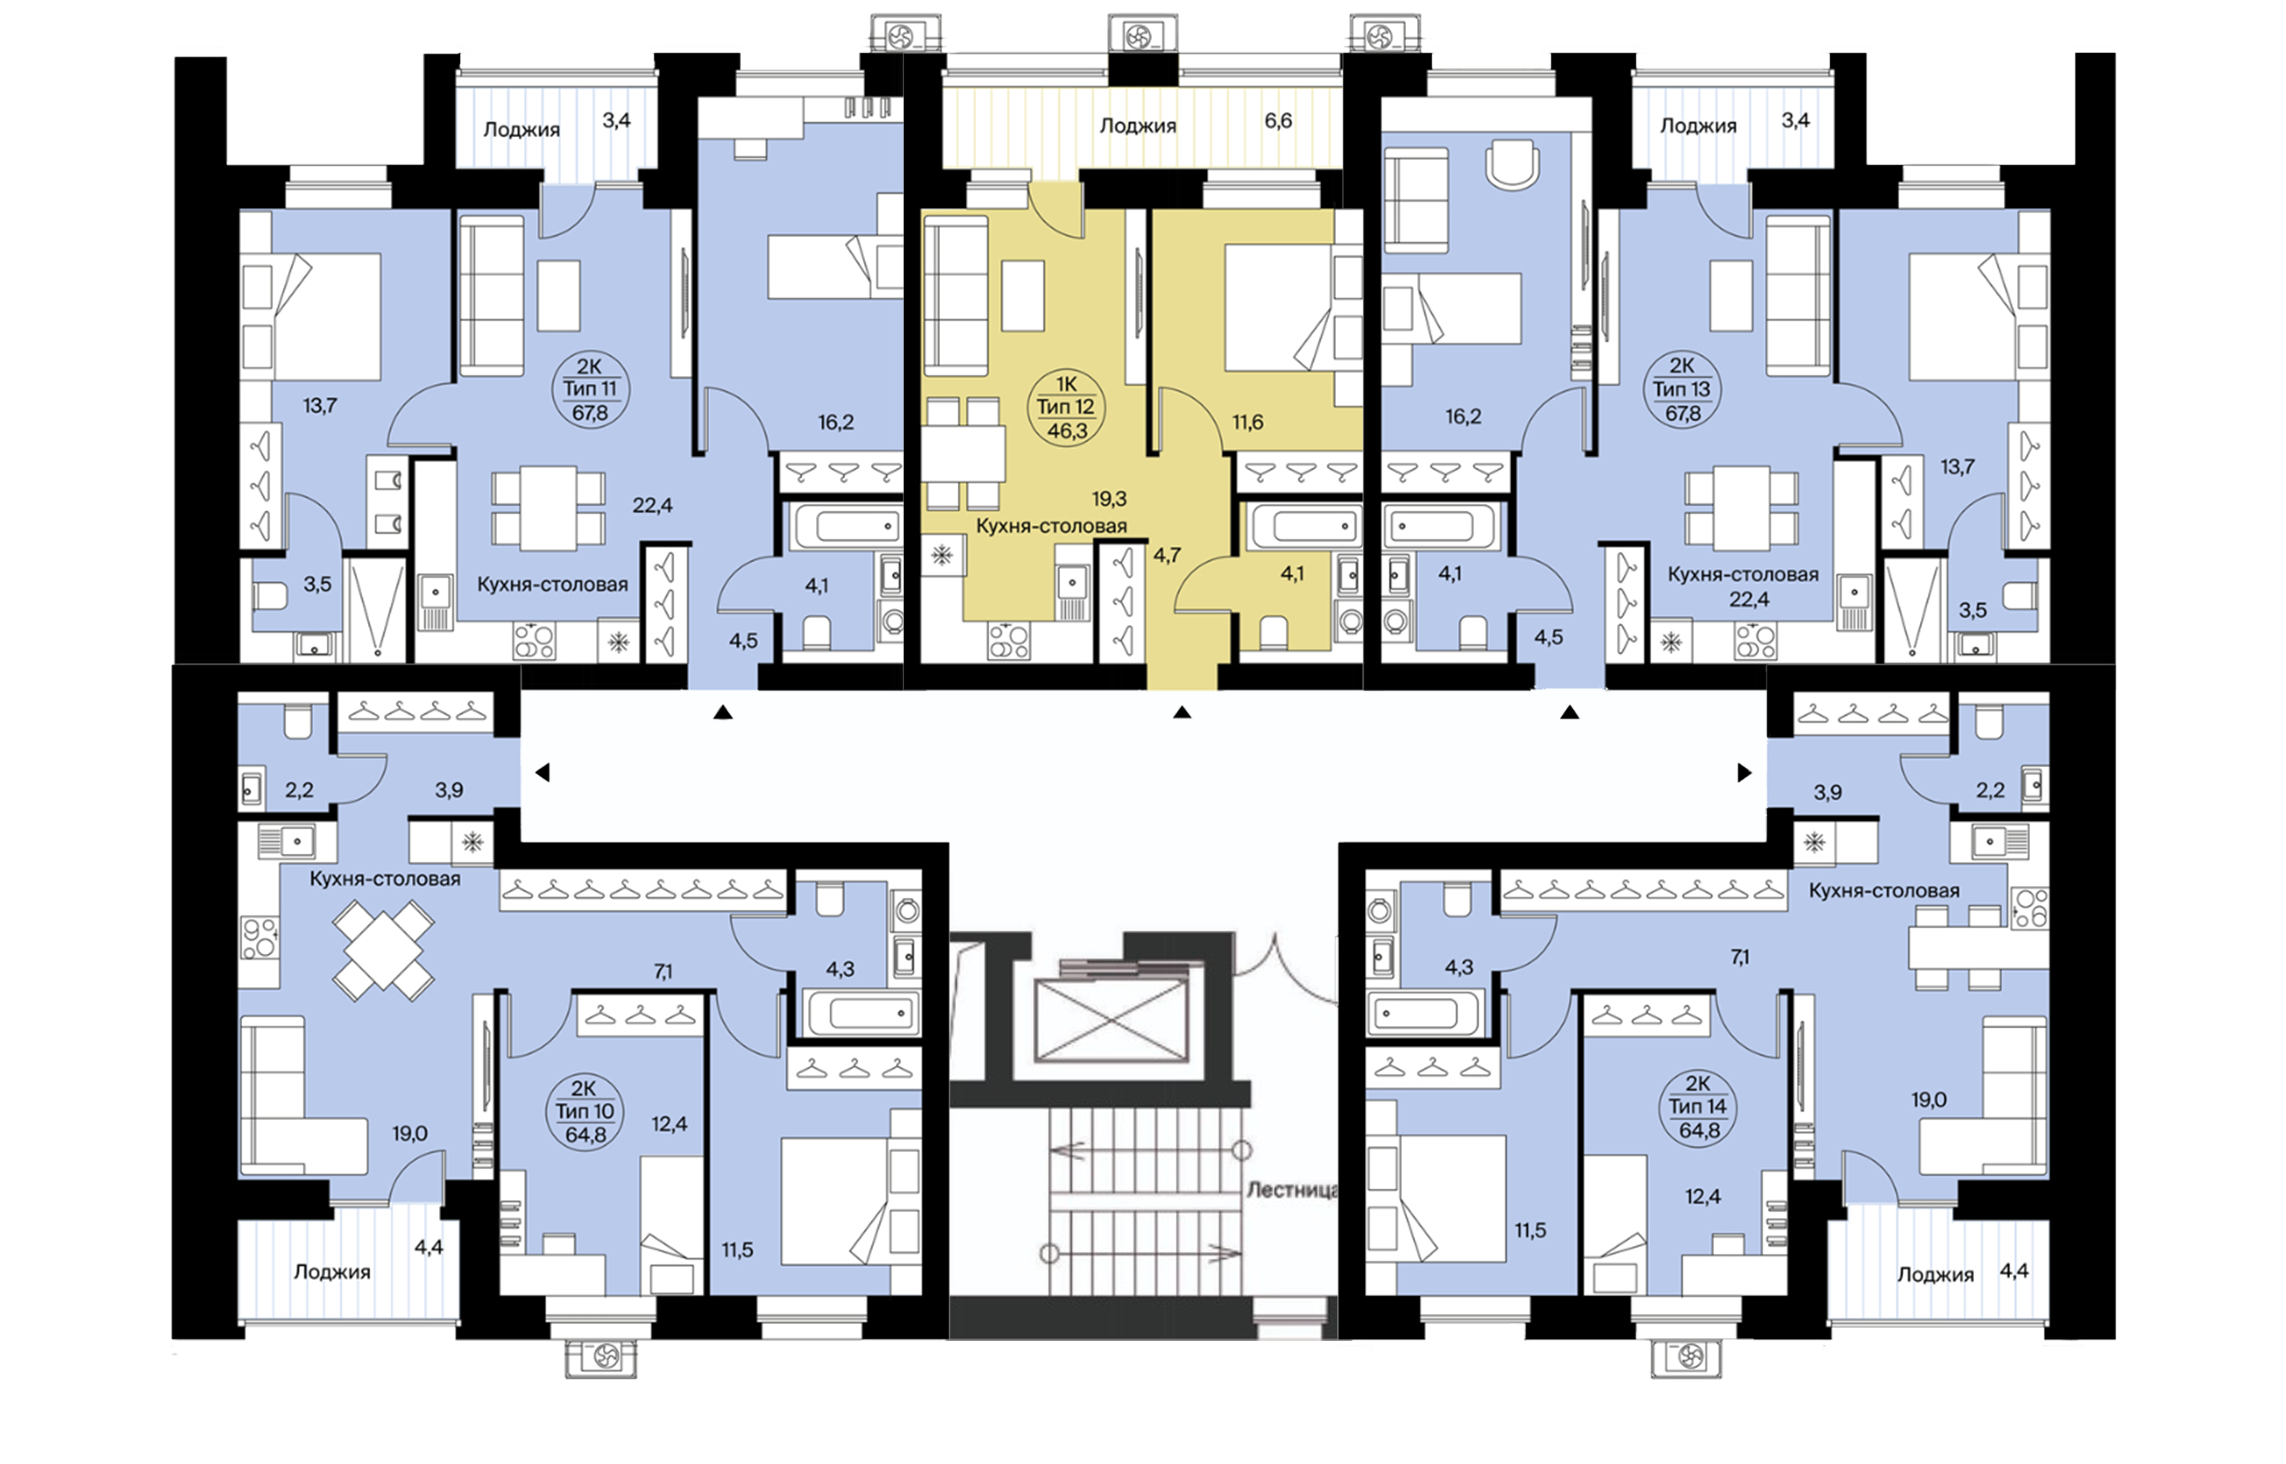 Лоджия 3,4
Лоджия 6,6
Лоджия 3,4
13,7
2К
Тип 11
67,8
16,2
22,4
Кухня-столовая
3,5
4,5
4,1
1К
Тип 12
46,3
11,6
19,3
Кухня-столовая
4,7
4,1
16,2
2К
Тип 13
67,8
13,7
4,1
4,5
Кухня-столовая
22,4
3,5
2,2
3,9
Кухня-столовая
7,1
4,3
19,0
2К
Тип 10
64,8
12,4
11,5
4,4
Лоджия
Лестница
3,9
2,2
Кухня-столовая
7,1
4,3
19,0
2К
Тип 14
64,8
12,4
11,5
Лоджия 4,4